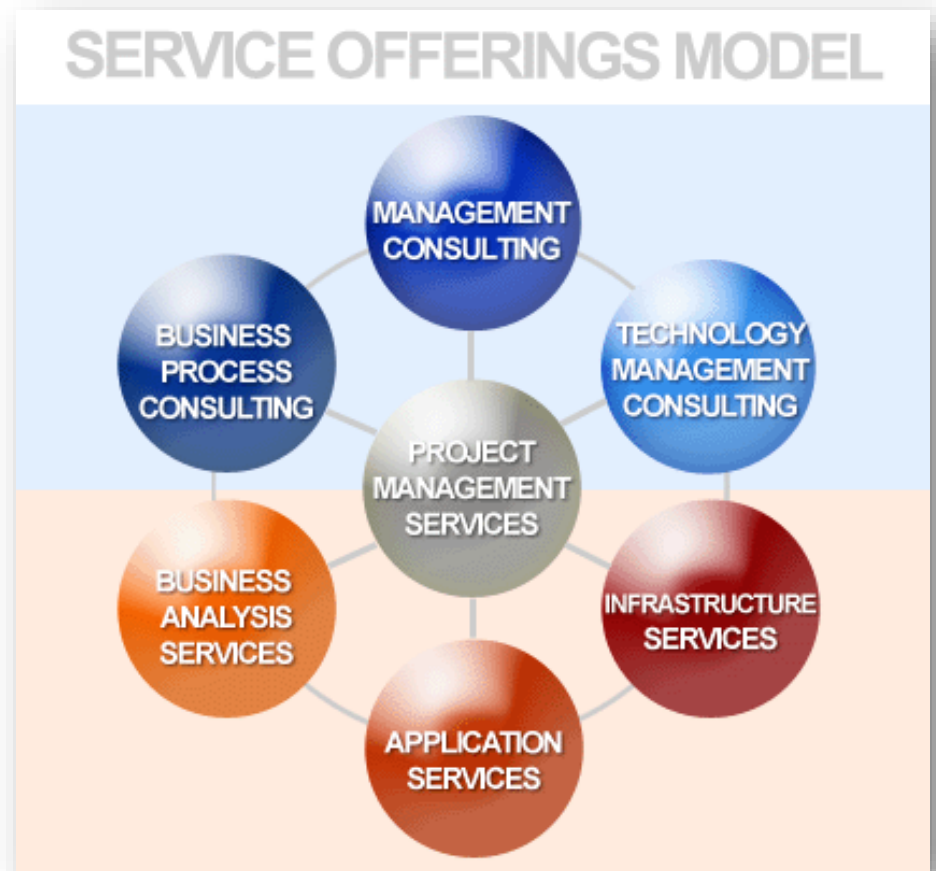 SERVICE OFFERINGS MODEL
MANAGEMENT
CONSULTING
BUSINESS
PROCESS
CONSULTING
TECHNOLOGY
MANAGEMENT
CONSULTING
PROJECT
MANAGEMENT
SERVICES
BUSINESS
ANALYSIS
SERVICES
INFRASTRUCTURE
SERVICES
APPLICATION
SERVICES